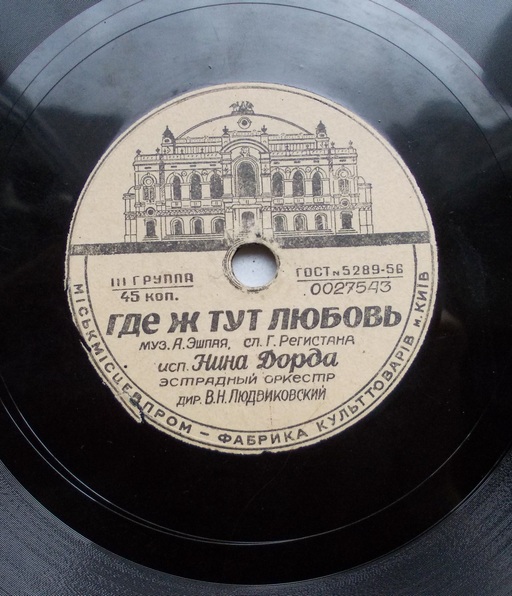 III ГРУППА
45 коп.
ГОСТ N 5289-56
0027543
ГДЕ Ж ТУТ ЛЮБОВЬ
муз. А. Эшпая, сл. Г. Регистана
исп. Нина Дорда
эстрадный оркестр
дир. В.Н. Людвиковский
МІСЬКМІСЦЕВПРОМ – ФАБРИКА КУЛЬТТОВАРІВ м. КИЇВ